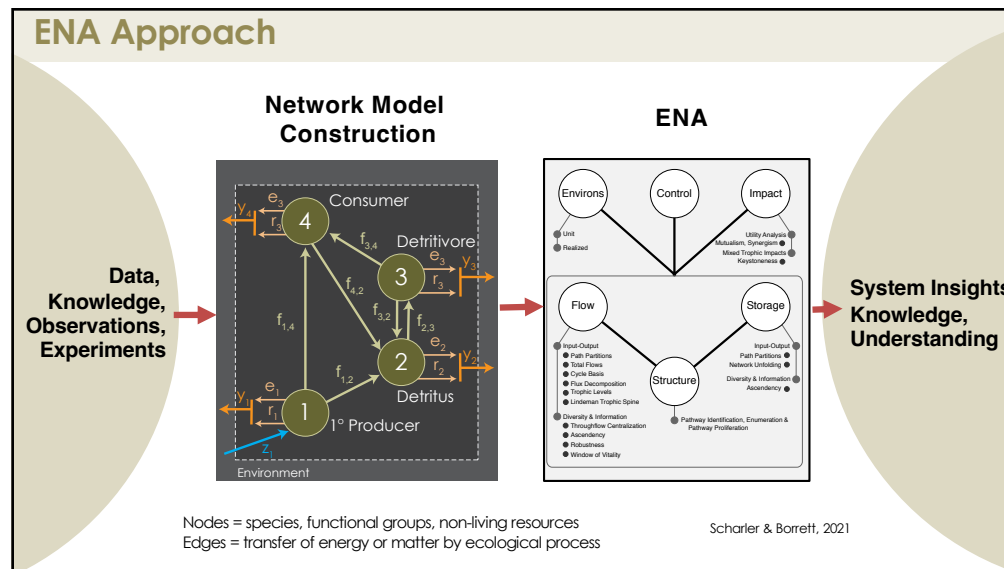 ENA Approach
Network Model
Construction
ENA
Data,
Knowledge,
Observations,
Experiments
y4
e3
r3
4
Consumer
f3,4
Detritivore
3
e3
r3
y3
f4,2
f3,2
f2,3
f1,4
e2
r2
y2
2
Detritus
f1,2
y1
e1
r1
1
1° Producer
z1
Environment
Environs
Unit
Realized
Control
Impact
Utility Analysis
Mutualism, Synergism
Mixed Trophic Impacts
Keystoneness
Flow
Input-Output
Path Partitions
Total Flows
Cycle Basis
Flux Decomposition
Trophic Levels
Lindeman Trophic Spine
Diversity & Information
Throughflow Centralization
Ascendency
Robustness
Window of Vitality
Structure
Pathway Identification, Enumeration &
Pathway Proliferation
Storage
Input-Output
Path Partitions
Network Unfolding
Diversity & Information
Ascendency
System Insights
Knowledge,
Understanding
Nodes = species, functional groups, non-living resources
Edges = transfer of energy or matter by ecological process
Scharler & Borrett, 2021